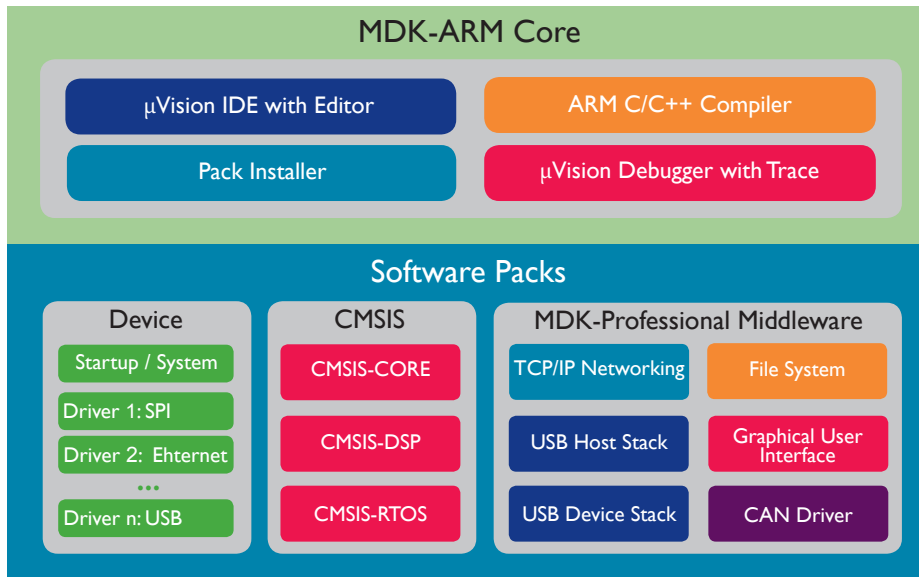 MDK-ARM Core
µVision IDE with Editor
ARM C/C++ Compiler
Pack Installer
µVision Debugger with Trace
Software Packs
Device
Startup / System
Driver 1: SPI
Driver 2: Ehternet
...
Driver n: USB
CMSIS
CMSIS-CORE
CMSIS-DSP
CMSIS-RTOS
MDK-Professional Middleware
TCP/IP Networking
File System
USB Host Stack
Graphical User
Interface
USB Device Stack
CAN Driver